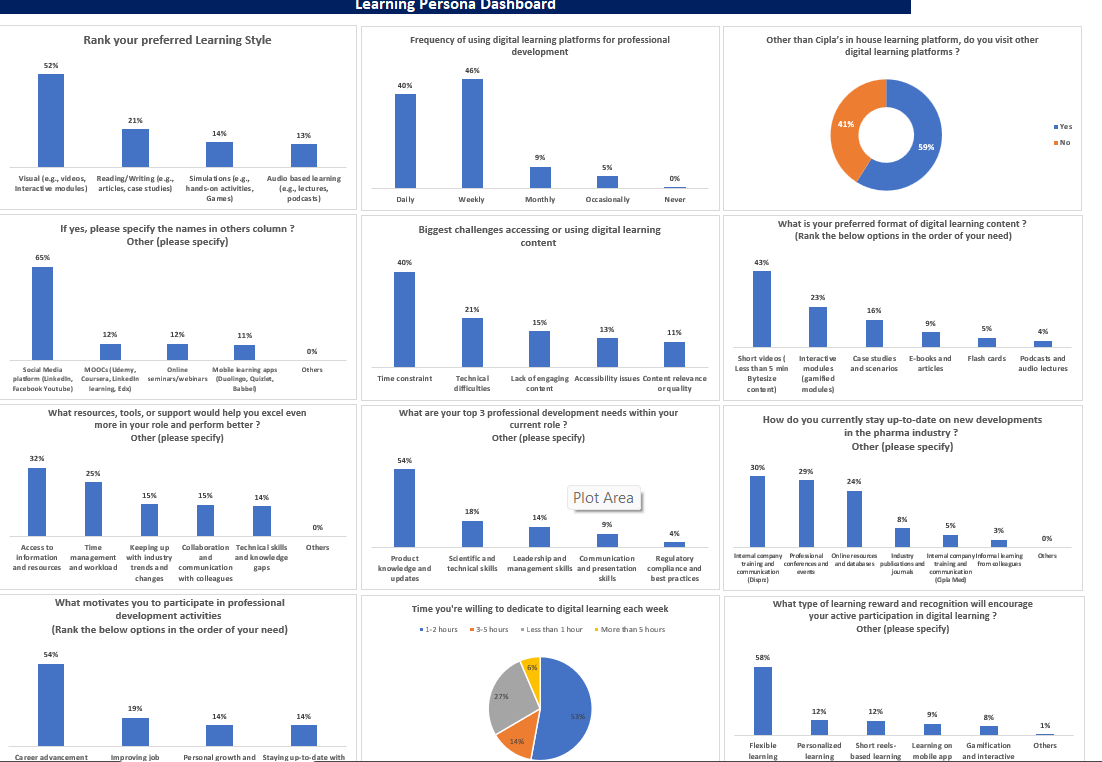 Learning Persona Dashboard
Rank your preferred Learning Style
52%
21%
14%
13%
Visual (e.g., videos, Interactive modules)
Reading/Writing (e.g., articles, case studies)
Simulations (e.g., hands-on activities, Games)
Audio based learning (e.g., lectures, podcasts)
Frequency of using digital learning platforms for professional
development
40%
46%
9%
5%
0%
Daily
Weekly
Monthly
Occasionally
Never
Other than Cipla's in house learning platform, do you visit other
digital learning platforms ?
41%
59%
Yes
No
If yes, please specify the names in others column ?
Other (please specify)
65%
12%
12%
11%
0%
Social Media platform (LinkedIn, Facebook Youtube)
MOOCs (Udemy, Coursera, LinkedIn learning, Edx)
Online seminars/webinars
Mobile learning apps (Duolingo, Quizlet, Babbel)
Others
Biggest challenges accessing or using digital learning
content
40%
21%
15%
13%
11%
Time constraint
Technical difficulties
Lack of engaging content
Accessibility issues
Content relevance or quality
What is your preferred format of digital learning content ?
(Rank the below options in the order of your need)
43%
23%
16%
9%
5%
4%
Short videos ( Less than 5 min Bytesize content)
Interactive modules (gamified modules)
Case studies and scenarios
E-books and articles
Flash cards
Podcasts and audio lectures
What resources, tools, or support would help you excel even
more in your role and perform better ?
Other (please specify)
32%
25%
15%
15%
14%
0%
Access to information and resources
Time management and workload
Keeping up with industry trends and changes
Collaboration and communication with colleagues
Technical skills and knowledge gaps
Others
What are your top 3 professional development needs within your
current role ?
Other (please specify)
54%
18%
14%
9%
4%
Plot Area
Product knowledge and updates
Scientific and technical skills
Leadership and management skills
Communication and presentation skills
Regulatory compliance and best practices
How do you currently stay up-to-date on new developments
in the pharma industry ?
Other (please specify)
30%
29%
24%
8%
5%
3%
0%
Internal company training and communication (Disprz)
Professional conferences and events
Online resources and databases
Industry publications and journals
Internal company training and communication (Cipla Med)
Informal learning from colleagues
Others
What motivates you to participate in professional
development activities
(Rank the below options in the order of your need)
54%
19%
14%
14%
Career advancement
Improving job
Personal growth and
Staying up-to-date with
Time you're willing to dedicate to digital learning each week
1-2 hours
3-5 hours
Less than 1 hour
More than 5 hours
6%
27%
53%
14%
What type of learning reward and recognition will encourage
your active participation in digital learning ?
Other (please specify)
58%
12%
12%
9%
8%
1%
Flexible learning
Personalized learning
Short reels-based learning
Learning on mobile app
Gamification and interactive
Others